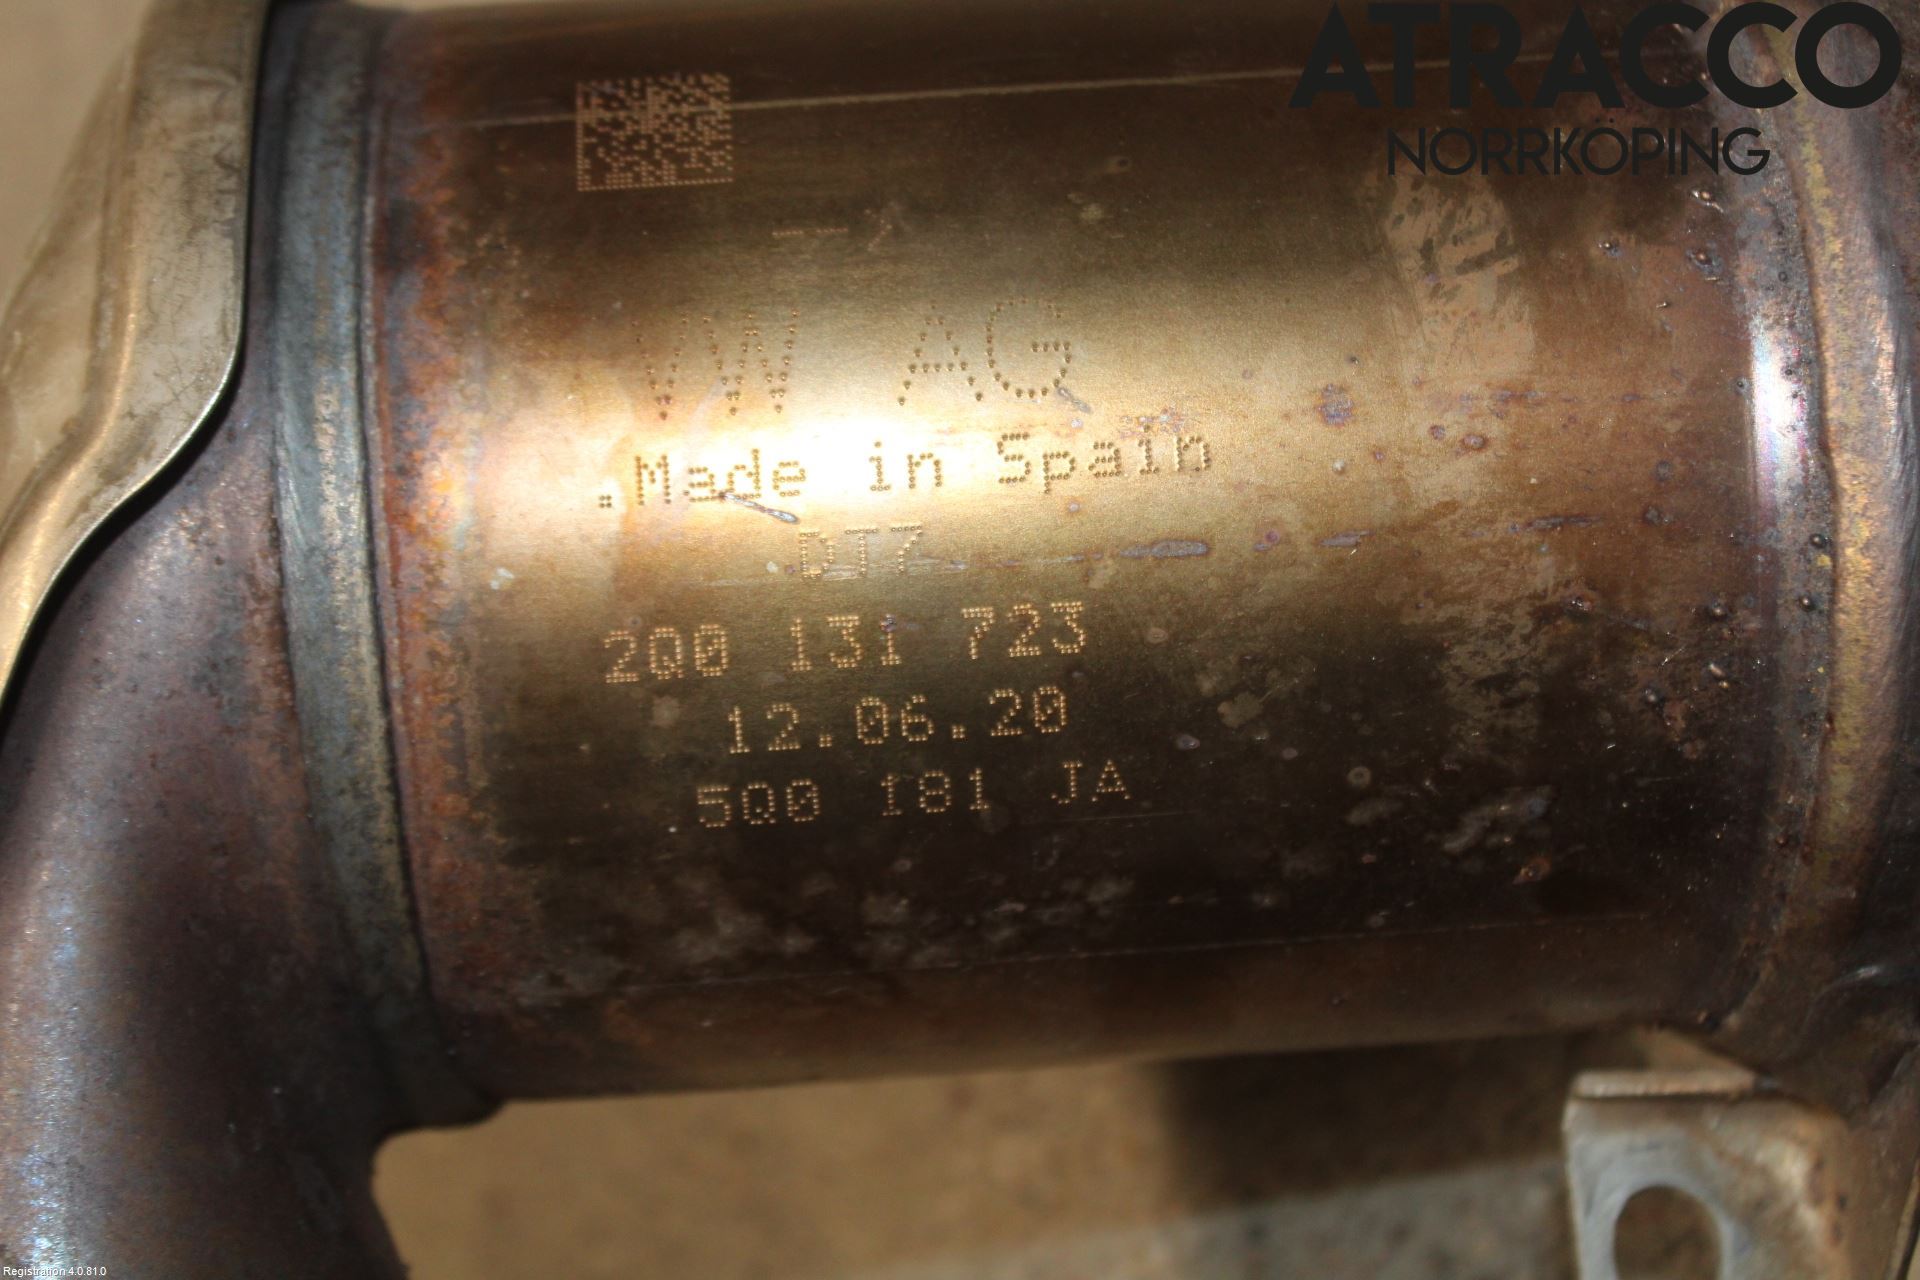 ATRACCO
NORRKÖPING
VW AG
.Made in Spain
.DT7
2Q0 131 723
12.06.20
5Q0 181 JA
Registration 4.0.81.0